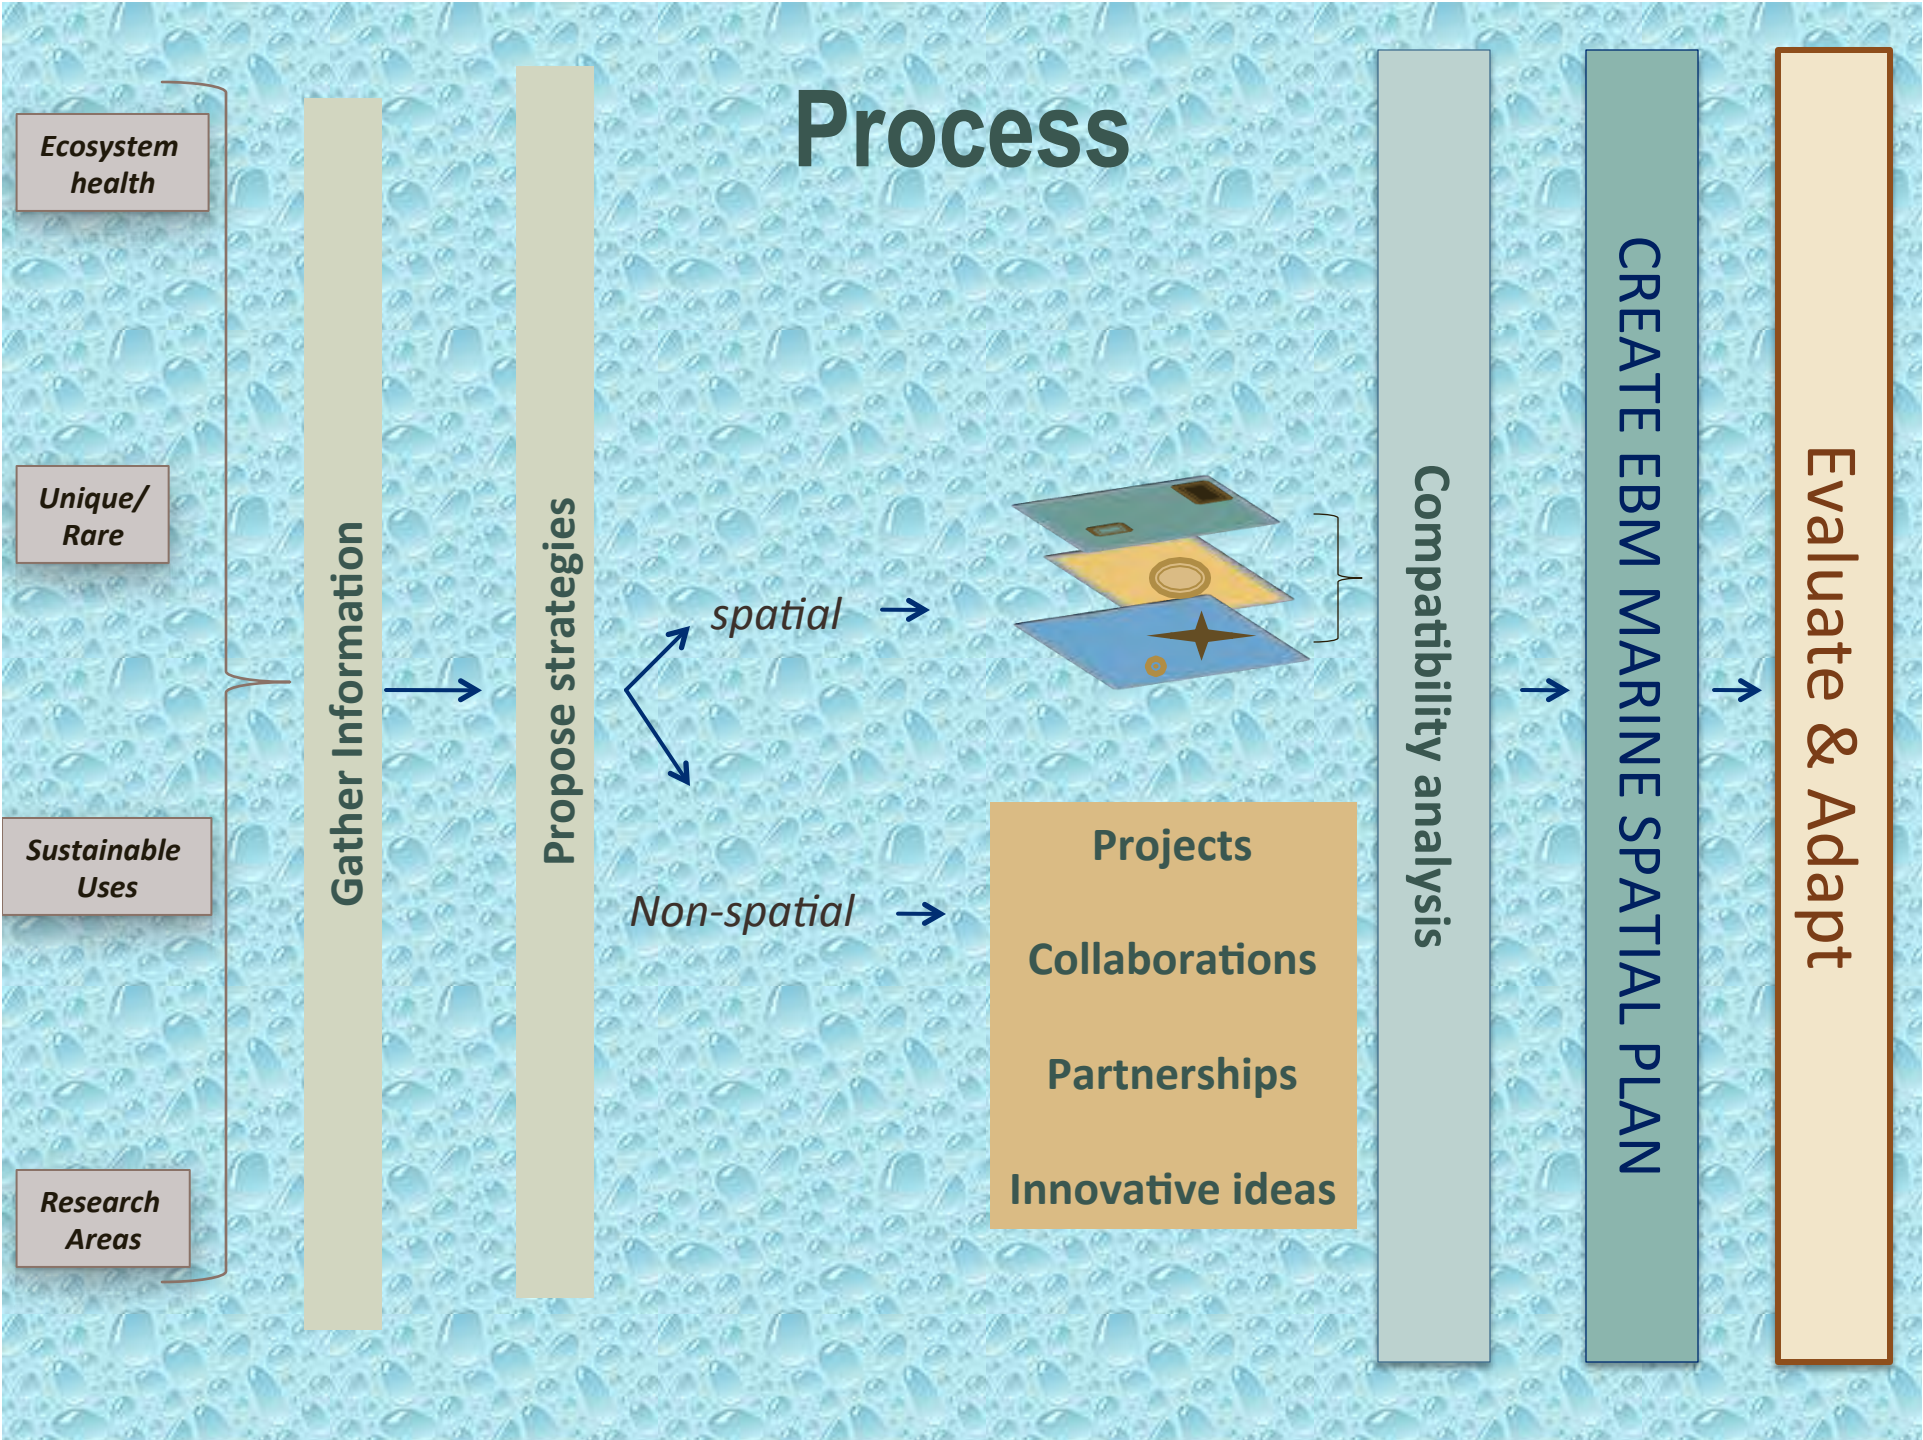 Process
Ecosystem
health
Unique/
Rare
Sustainable
Uses
Research
Areas
Gather Information
Propose strategies
spatial
Non-spatial
Projects
Collaborations
Partnerships
Innovative ideas
Compatibility analysis
CREATE EBM MARINE SPATIAL PLAN
Evaluate & Adapt